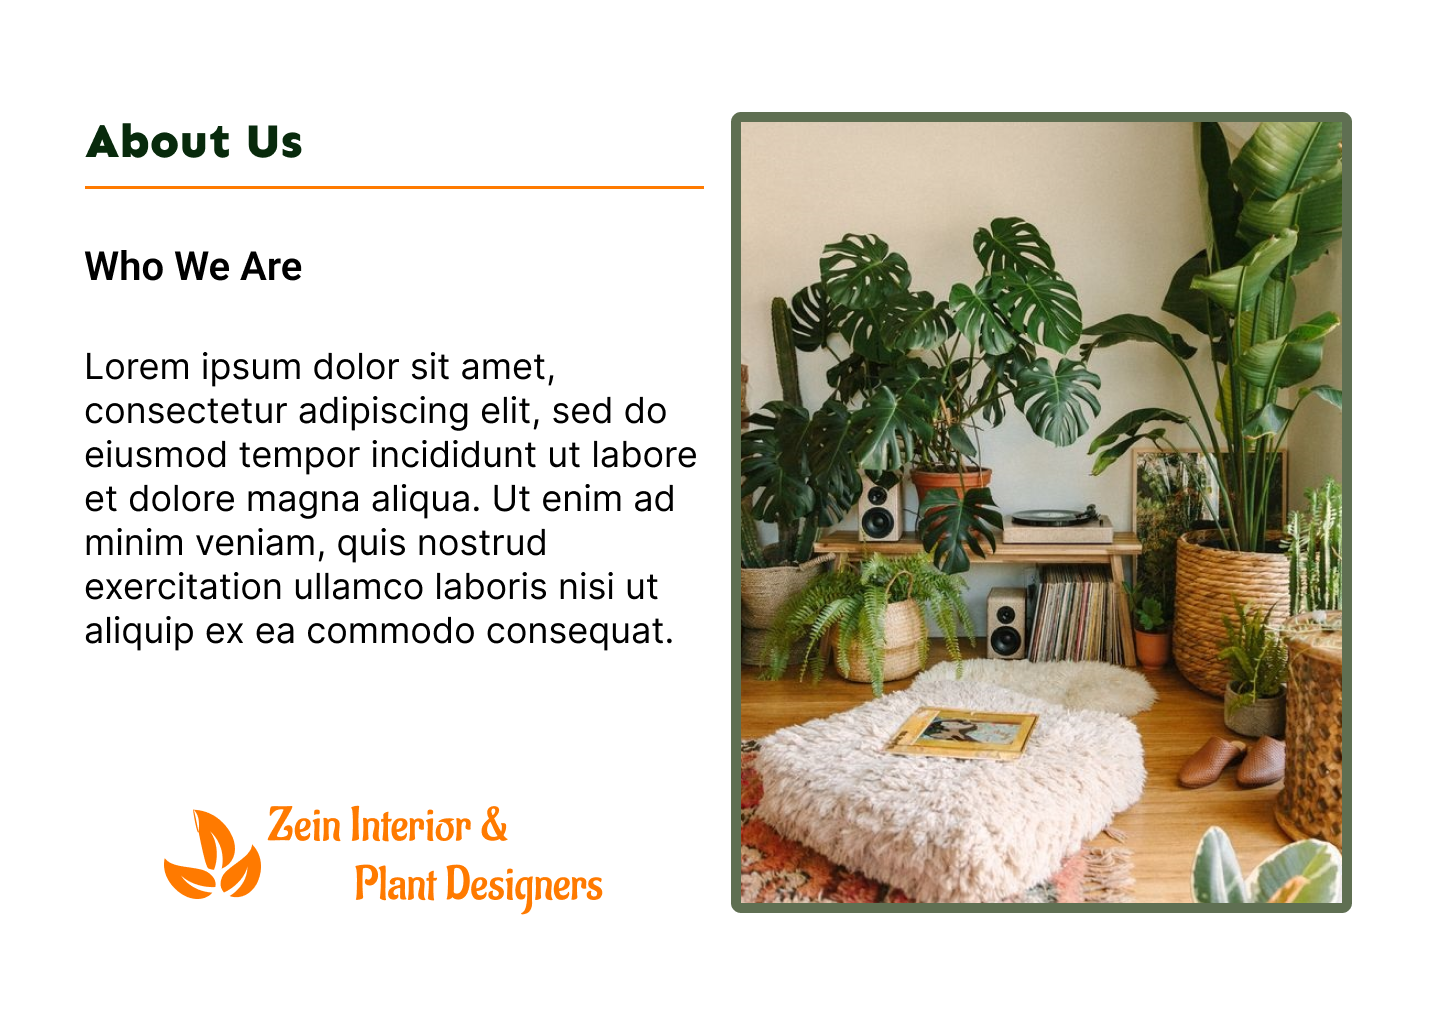 About Us
Who We Are
Lorem ipsum dolor sit amet,
consectetur adipiscing elit, sed do
eiusmod tempor incididunt ut labore
et dolore magna aliqua. Ut enim ad
minim veniam, quis nostrud
exercitation ullamco laboris nisi ut
aliquip ex ea commodo consequat.
Zein Interior &
Plant Designers